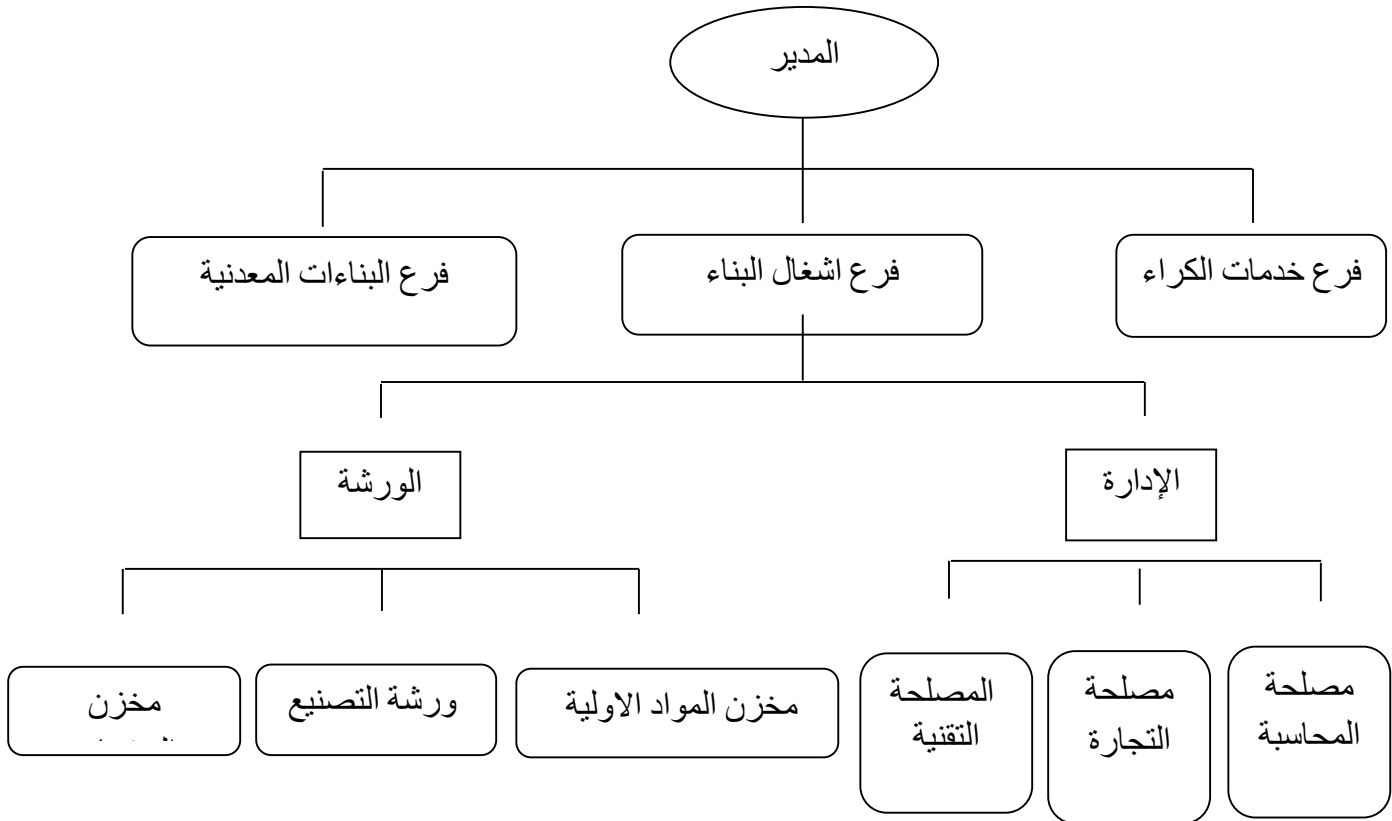 المدير
فرع خدمات الكراء
فرع اشغال البناء
فرع البناءات المعدنية
الإدارة
الورشة
مصلحة
المحاسبة
مصلحة
التجارة
المصلحة
التقنية
مخزن المواد الاولية
ورشة التصنيع
مخزن